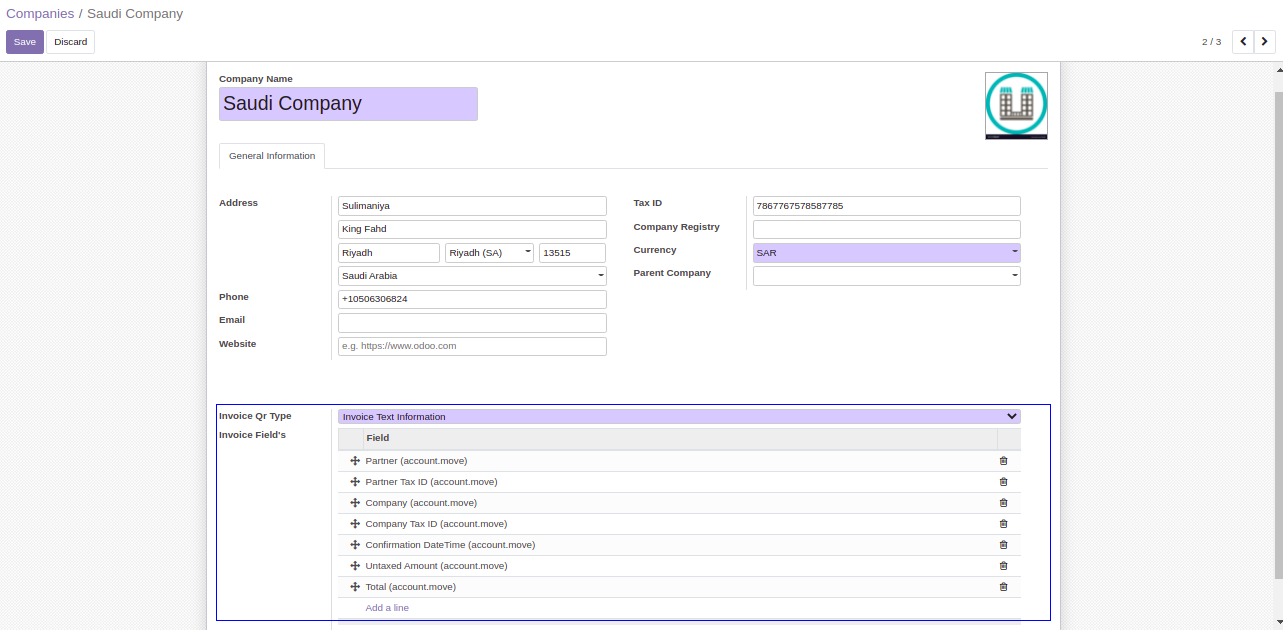 Companies / Saudi Company
Save Discard 2 / 3
Company Name
Saudi Company
General Information
Address Sulimaniya
King Fahd
Riyadh Riyadh (SA) 13515
Saudi Arabia
Phone +10506306824
Email
Website e.g. https://www.odoo.com
Tax ID 7867767578587785
Company Registry
Currency SAR
Parent Company
Invoice Qr Type Invoice Text Information
Invoice Field's
Field
Partner (account.move)
Partner Tax ID (account.move)
Company (account.move)
Company Tax ID (account.move)
Confirmation DateTime (account.move)
Untaxed Amount (account.move)
Total (account.move)
Add a line